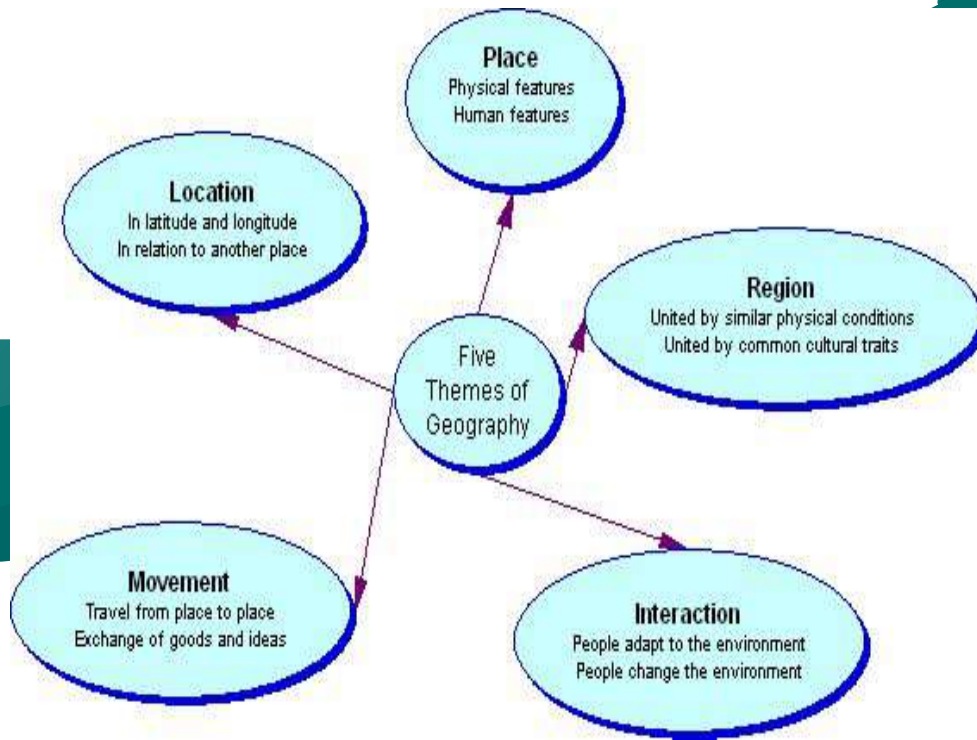 Place
Physical features
Human features
Location
In latitude and longitude
In relation to another place
Region
United by similar physical conditions
United by common cultural traits
Five
Themes of
Geography
Movement
Travel from place to place
Exchange of goods and ideas
Interaction
People adapt to the environment
People change the environment